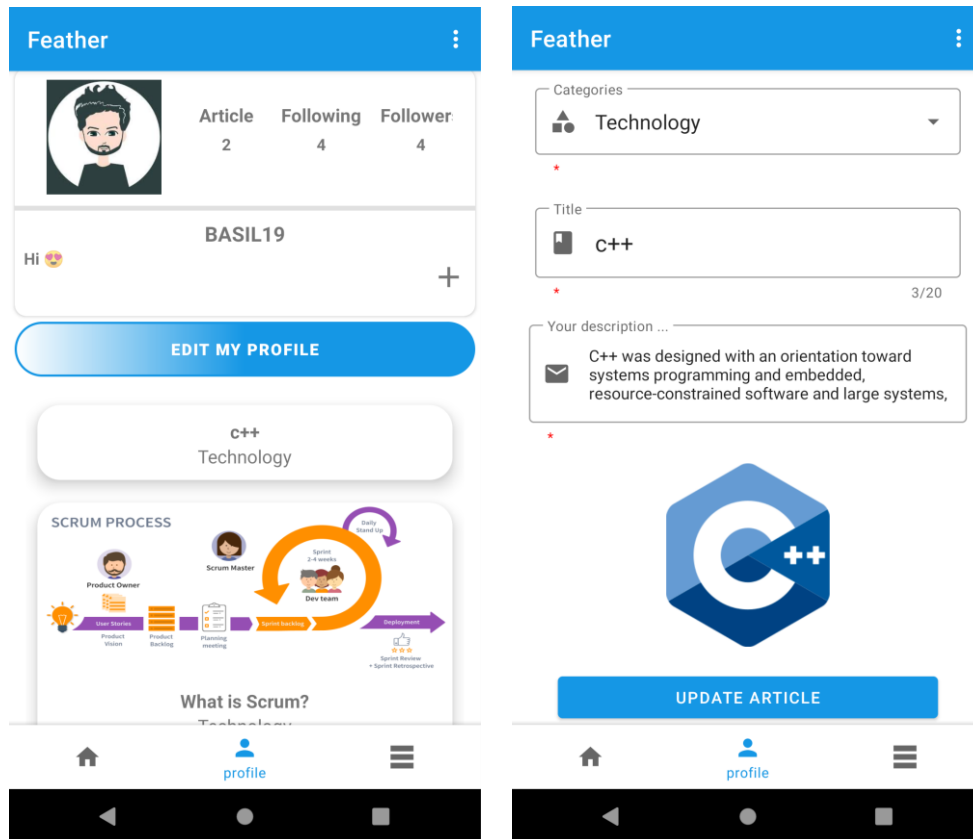 Feather
Article Following Follower
2 4 4
BASIL19
Hi 😍
+
EDIT MY PROFILE
c++
Technology
SCRUM PROCESS
Daily
Stand Up
Sprint
2-4 weeks
Scrum Master
Product Owner
Dev team
User Stories
Sprint backlog
Deployment
Product
Vision
Product
Backlog
Planning
meeting
Sprint Review
+ Sprint Retrospective
What is Scrum?
Technology
profile
Feather
Categories
Technology
*
Title
c++
*
3/20
Your description ...
C++ was designed with an orientation toward
systems programming and embedded,
resource-constrained software and large systems,
*
C++
UPDATE ARTICLE
profile